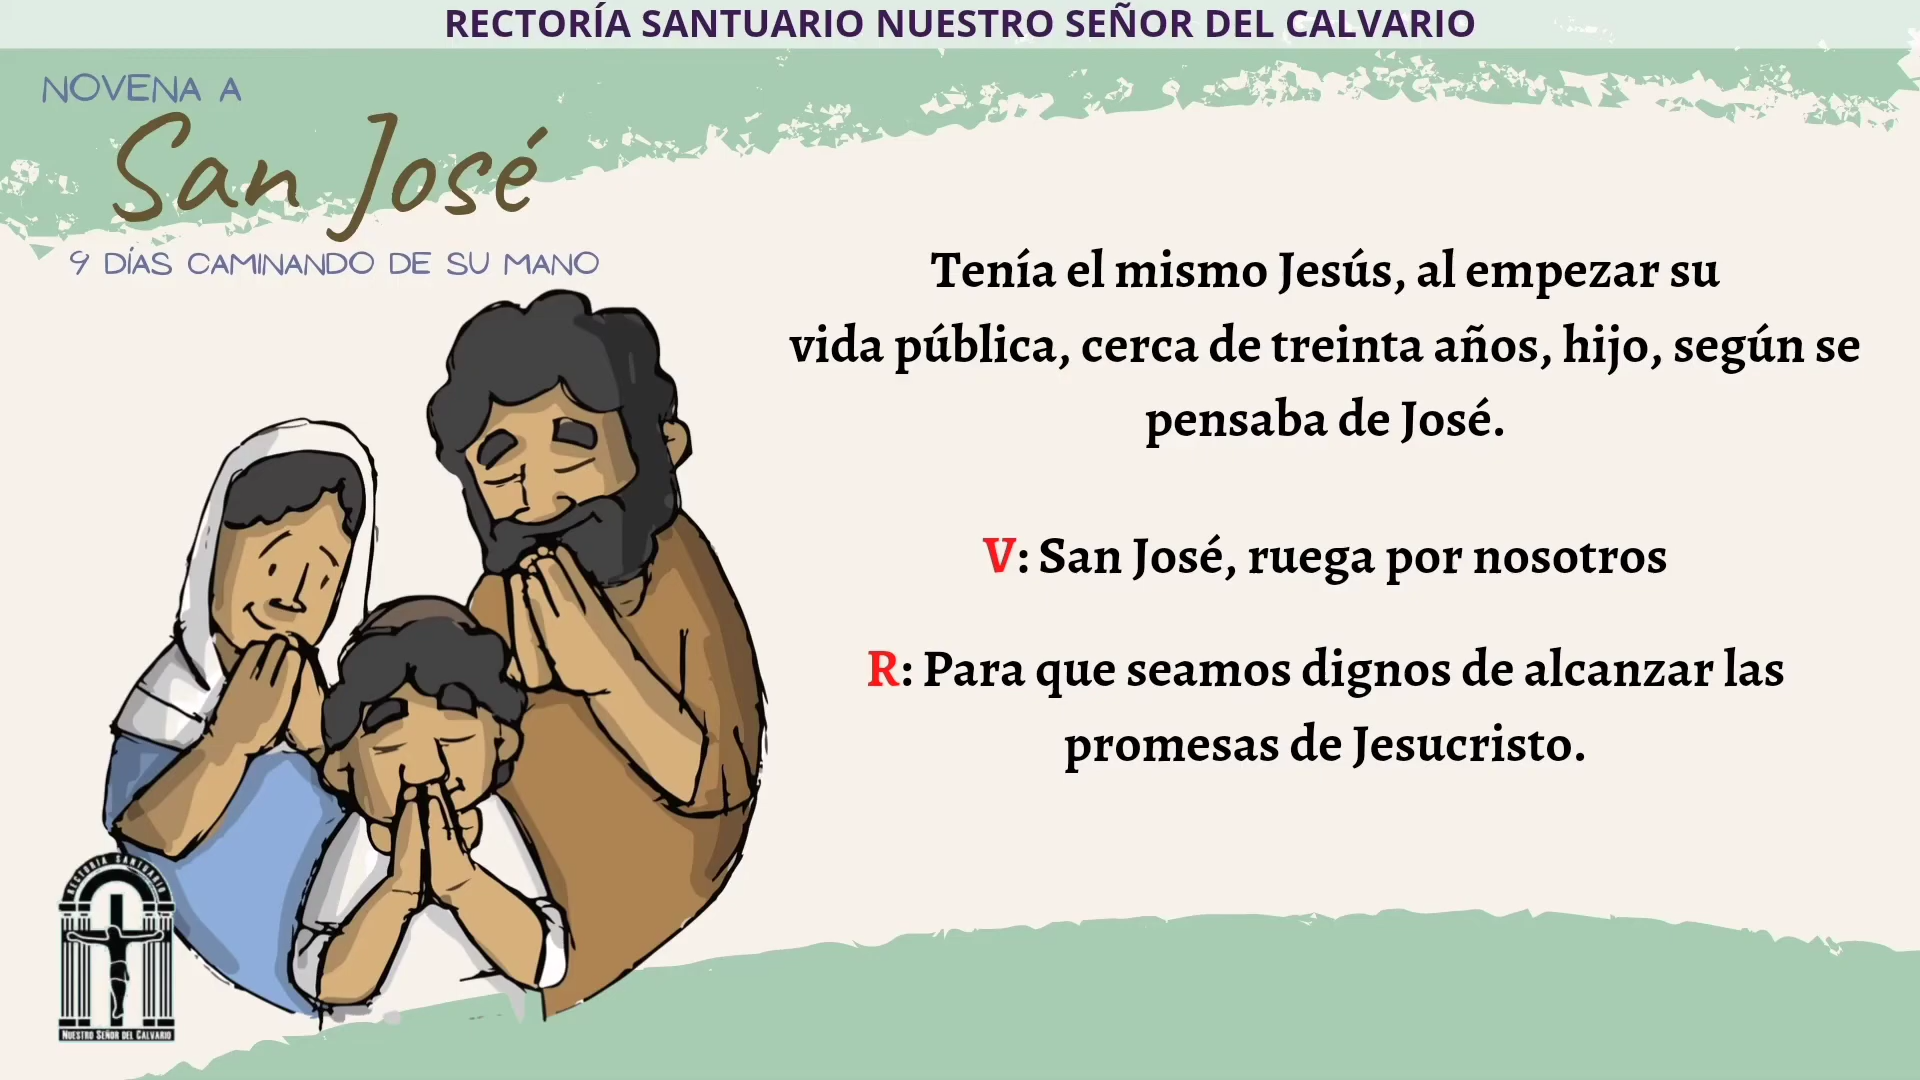 RECTORÍA SANTUARIO NUESTRO SEÑOR DEL CALVARIO
NOVENA A
San José
9 DÍAS CAMINANDO DE SU MANO
Tenía el mismo Jesús, al empezar su
vida pública, cerca de treinta años, hijo, según se
pensaba de José.
V: San José, ruega por nosotros
R: Para que seamos dignos de alcanzar las
promesas de Jesucristo.
RECTORÍA SANTUARIO
NUESTRO SEÑOR DEL CALVARIO